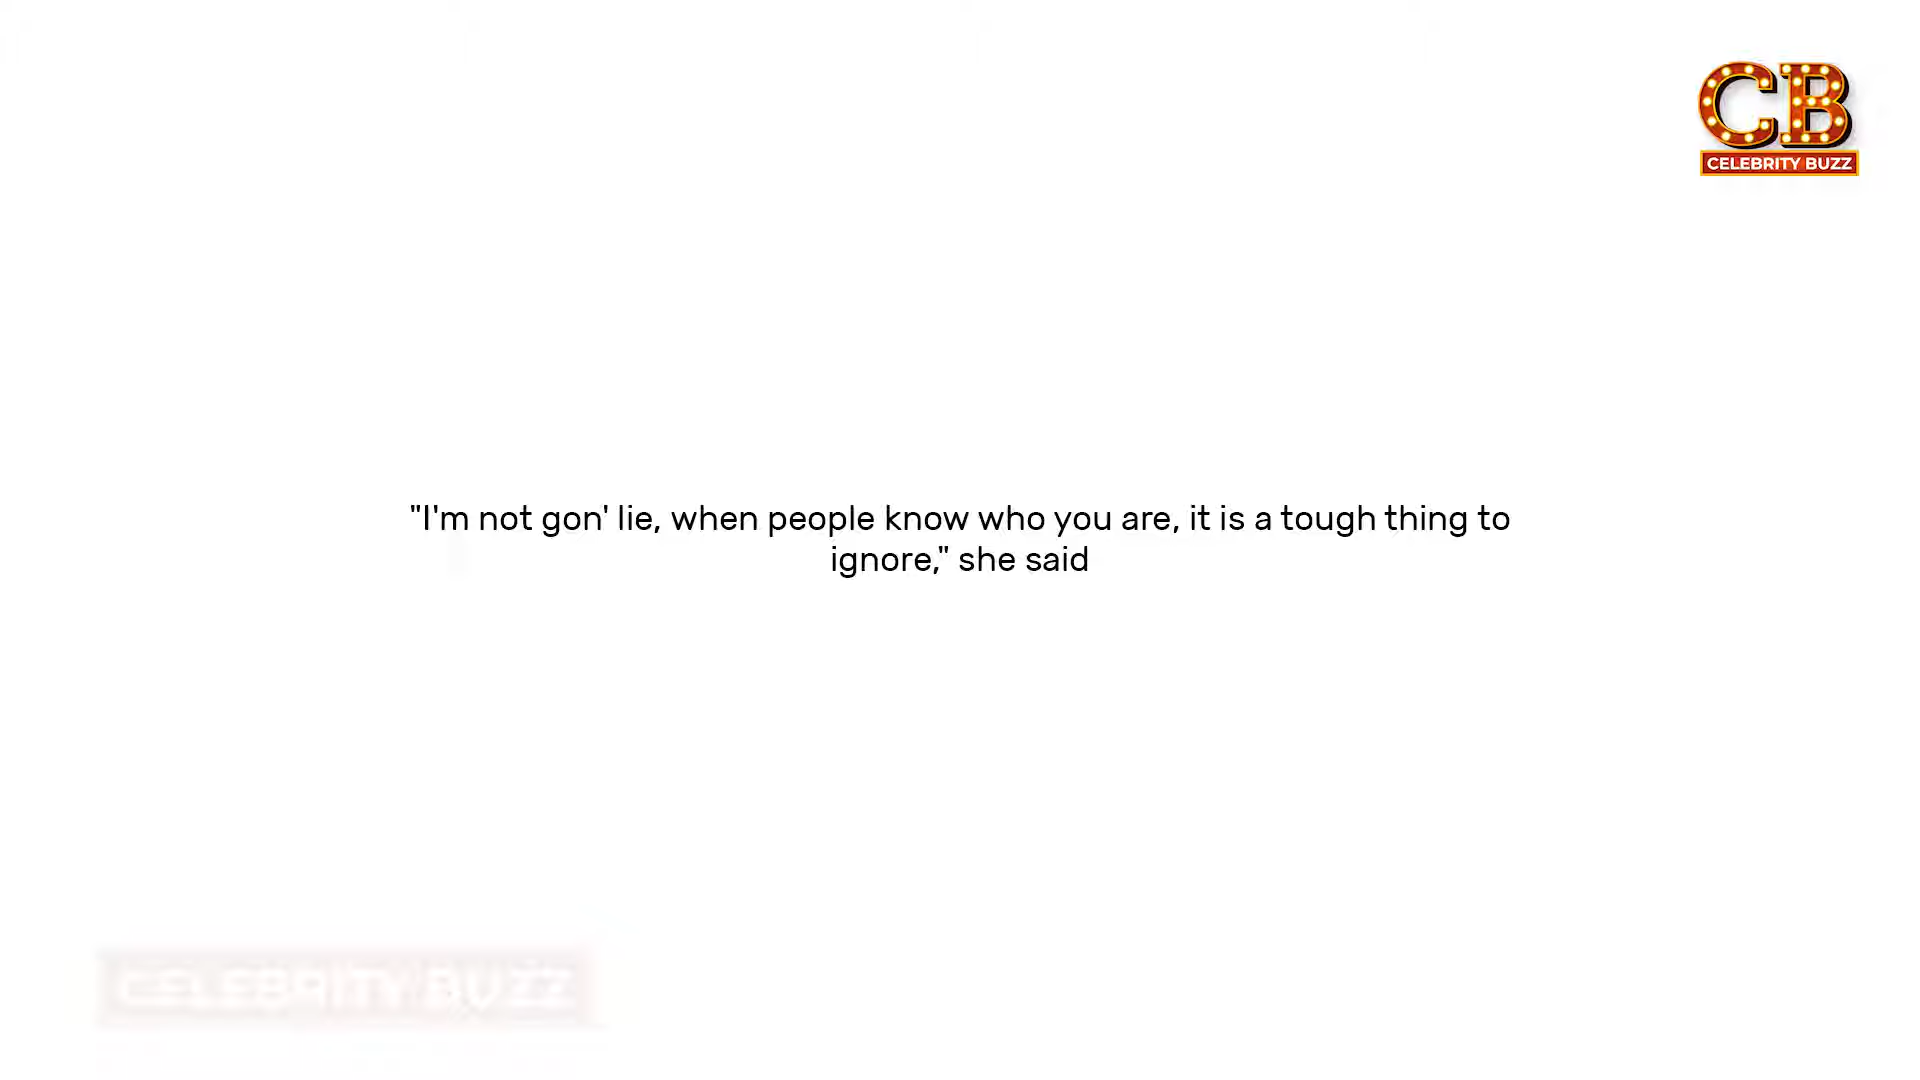 CB
CELEBRITY BUZZ
"I'm not gon' lie, when people know who you are, it is a tough thing to
ignore," she said
CELEBRITY BUZZ